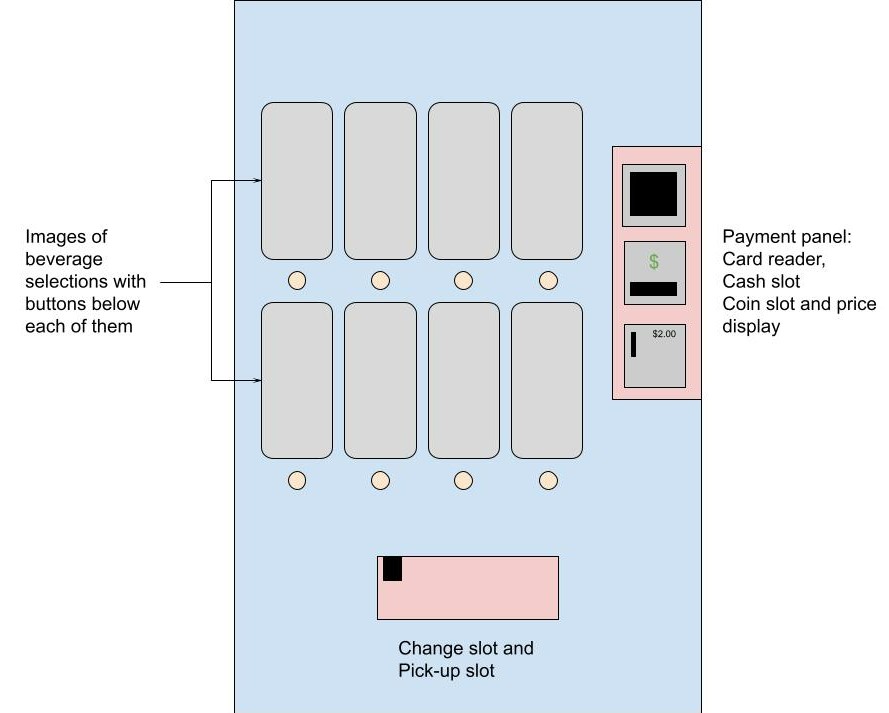 Images of
beverage
selections with
buttons below
each of them
$
$2.00
Payment panel:
Card reader,
Cash slot
Coin slot and price
display
Change slot and
Pick-up slot